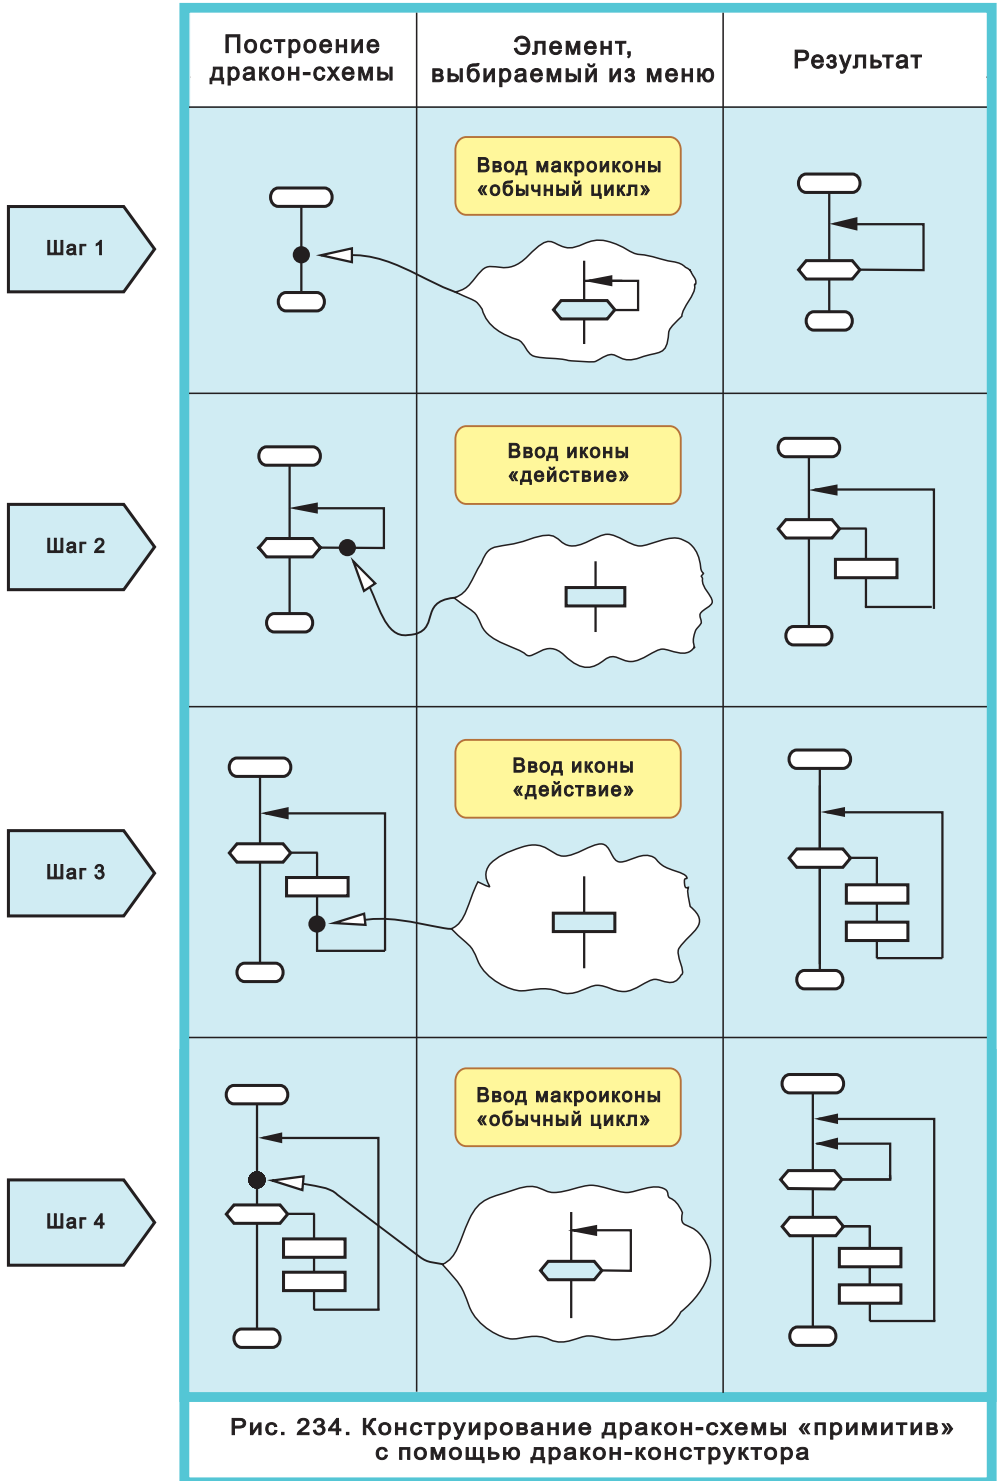 Построение
дракон-схемы
Элемент,
выбираемый из меню
Результат
Шаг 1
Ввод макроиконы
«обычный цикл»
Шаг 2
Ввод иконы
«действие»
Шаг 3
Ввод иконы
«действие»
Шаг 4
Ввод макроиконы
«обычный цикл»
Рис. 234. Конструирование дракон-схемы «примитив»
с помощью дракон-конструктора